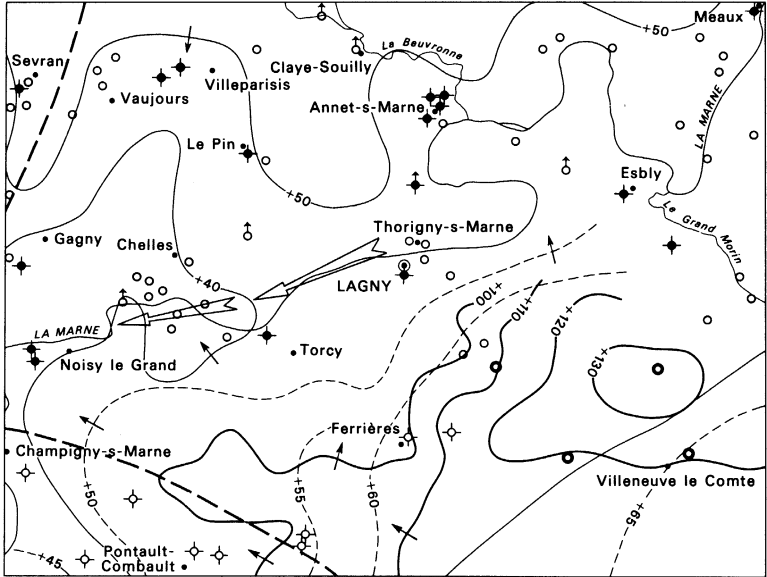 Meaux
+50
La Beuvronne
Sevran
Claye-Souilly
Villeparisis
Vaujours
Annet-s-Marne
LA MARNE
Le Pin
Esbly
+50
Le Grand Morin
Gagny
Chelles
Thorigny-s-Marne
+40
LAGNY
+100
+110
+120
LA MARNE
Noisy le Grand
Torcy
+130
Ferrières
Champigny-s-Marne
+50
+55
+60
Villeneuve le Comte
+65
+45
Pontault-
Combault